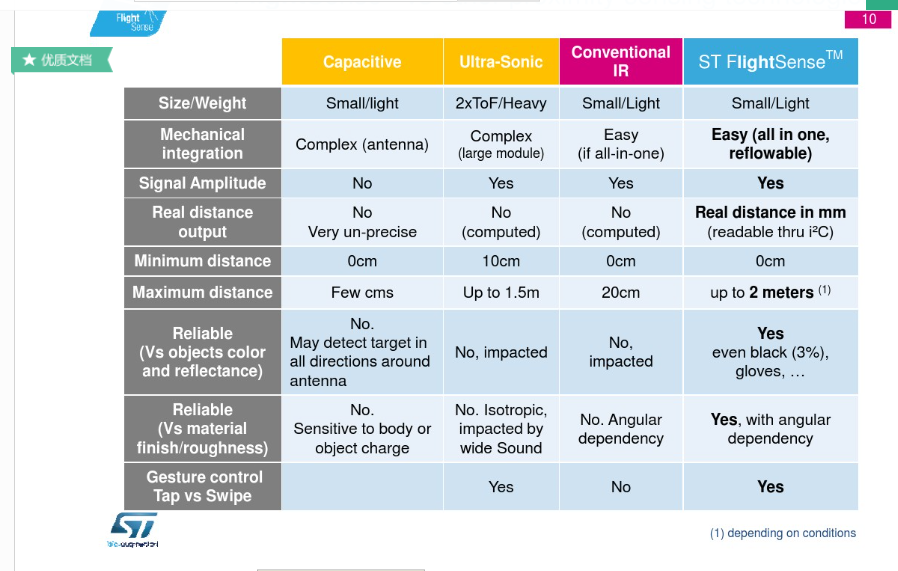 Flight
Sense
10
优质文档
Capacitive
Ultra-Sonic
Conventional
IR
ST FlightSense™
Size/Weight
Small/light
2xToF/Heavy
Small/Light
Small/Light
Mechanical
integration
Complex (antenna)
Complex
(large module)
Easy
(if all-in-one)
Easy (all in one,
reflowable)
Signal Amplitude
No
Yes
Yes
Yes
Real distance
output
No
Very un-precise
No
(computed)
No
(computed)
Real distance in mm
(readable thru i²C)
Minimum distance
0cm
10cm
0cm
0cm
Maximum distance
Few cms
Up to 1.5m
20cm
up to 2 meters (1)
Reliable
(Vs objects color
and reflectance)
No.
May detect target in
all directions around
antenna
No, impacted
No,
impacted
Yes
even black (3%),
gloves, …
Reliable
(Vs material
finish/roughness)
No.
Sensitive to body or
object charge
No. Isotropic,
impacted by
wide Sound
No. Angular
dependency
Yes, with angular
dependency
Gesture control
Tap vs Swipe
Yes
No
Yes
ST
(1) depending on conditions